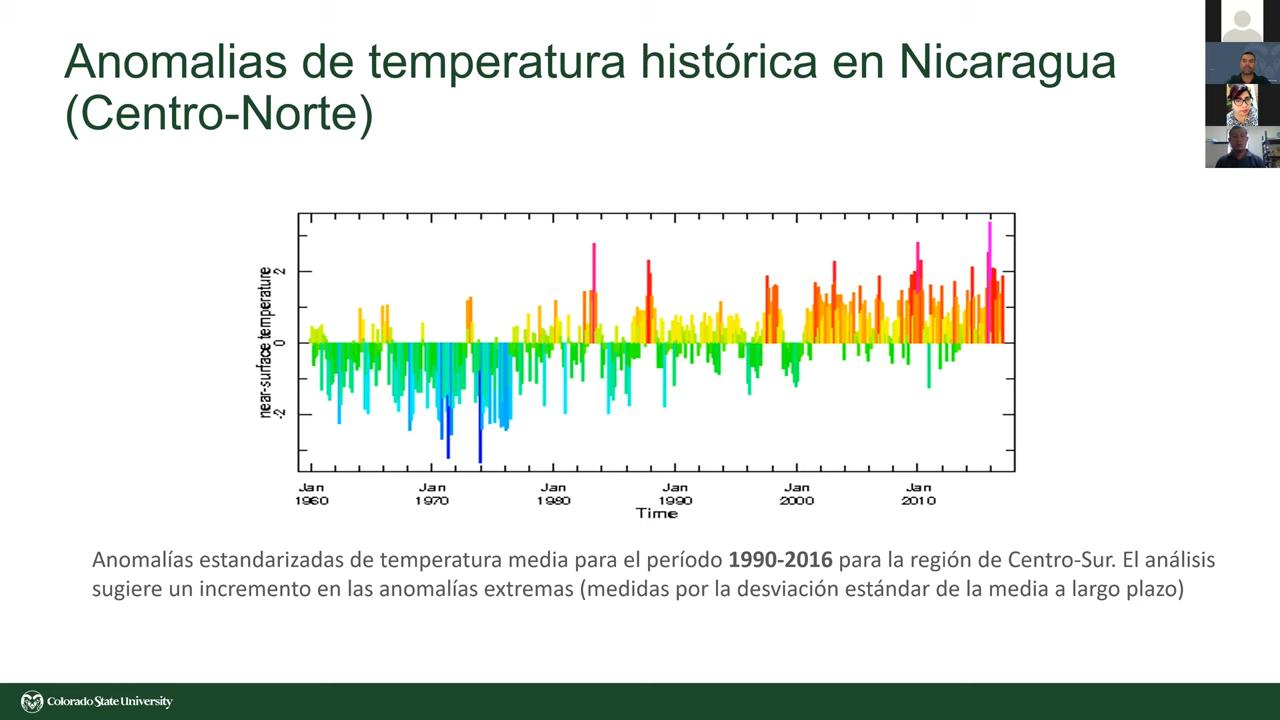 Anomalias de temperatura histórica en Nicaragua
(Centro-Norte)
near-surface temperature
2
0
-2
Jan Jan Jan Jan Jan Jan
1960 1970 1980 1990 2000 2010
Time
Anomalías estandarizadas de temperatura media para el período 1990-2016 para la región de Centro-Sur. El análisis
sugiere un incremento en las anomalías extremas (medidas por la desviación estándar de la media a largo plazo)
Colorado State University